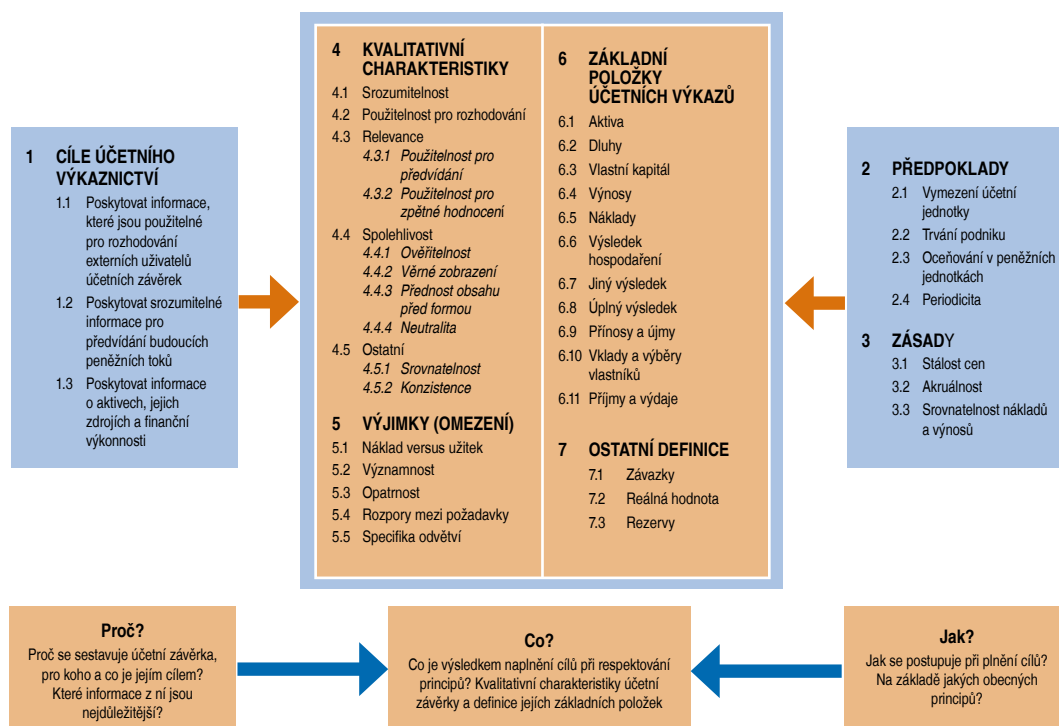 1 CÍLE ÚČETNÍHO
VÝKAZNICTVÍ
1.1 Poskytovat informace,
které jsou použitelné
pro rozhodování
externích uživatelů
účetních závěrek
1.2 Poskytovat srozumitelné
informace pro
předvídání budoucích
peněžních toků
1.3 Poskytovat informace
o aktivech, jejich
zdrojích a finanční
výkonnosti
4 KVALITATIVNÍ
CHARAKTERISTIKY
4.1 Srozumitelnost
4.2 Použitelnost pro rozhodování
4.3 Relevance
4.3.1 Použitelnost pro
předvídání
4.3.2 Použitelnost pro
zpětné hodnocení
4.4 Spolehlivost
4.4.1 Ověřitelnost
4.4.2 Věrné zobrazení
4.4.3 Přednost obsahu
před formou
4.4.4 Neutralita
4.5 Ostatní
4.5.1 Srovnatelnost
4.5.2 Konzistence
5 VÝJIMKY (OMEZENÍ)
5.1 Náklad versus užitek
5.2 Významnost
5.3 Opatrnost
5.4 Rozpory mezi požadavky
5.5 Specifika odvětví
6 ZÁKLADNÍ
POLOŽKY
ÚČETNÍCH VÝKAZŮ
6.1 Aktiva
6.2 Dluhy
6.3 Vlastní kapitál
6.4 Výnosy
6.5 Náklady
6.6 Výsledek
hospodaření
6.7 Jiný výsledek
6.8 Úplný výsledek
6.9 Přínosy a újmy
6.10 Vklady a výběry
vlastníků
6.11 Příjmy a výdaje
7 OSTATNÍ DEFINICE
7.1 Závazky
7.2 Reálná hodnota
7.3 Rezervy
2 PŘEDPOKLADY
2.1 Vymezení účetní
jednotky
2.2 Trvání podniku
2.3 Oceňování v peněžních
jednotkách
2.4 Periodicita
3 ZÁSADY
3.1 Stálost cen
3.2 Akruálnost
3.3 Srovnatelnost nákladů
a výnosů
Proč?
Proč se sestavuje účetní závěrka,
pro koho a co je jejím cílem?
Které informace z ní jsou
nejdůležitější?
Co?
Co je výsledkem naplnění cílů při respektování
principů? Kvalitativní charakteristiky účetní
závěrky a definice jejích základních položek
Jak?
Jak se postupuje při plnění cílů?
Na základě jakých obecných
principů?